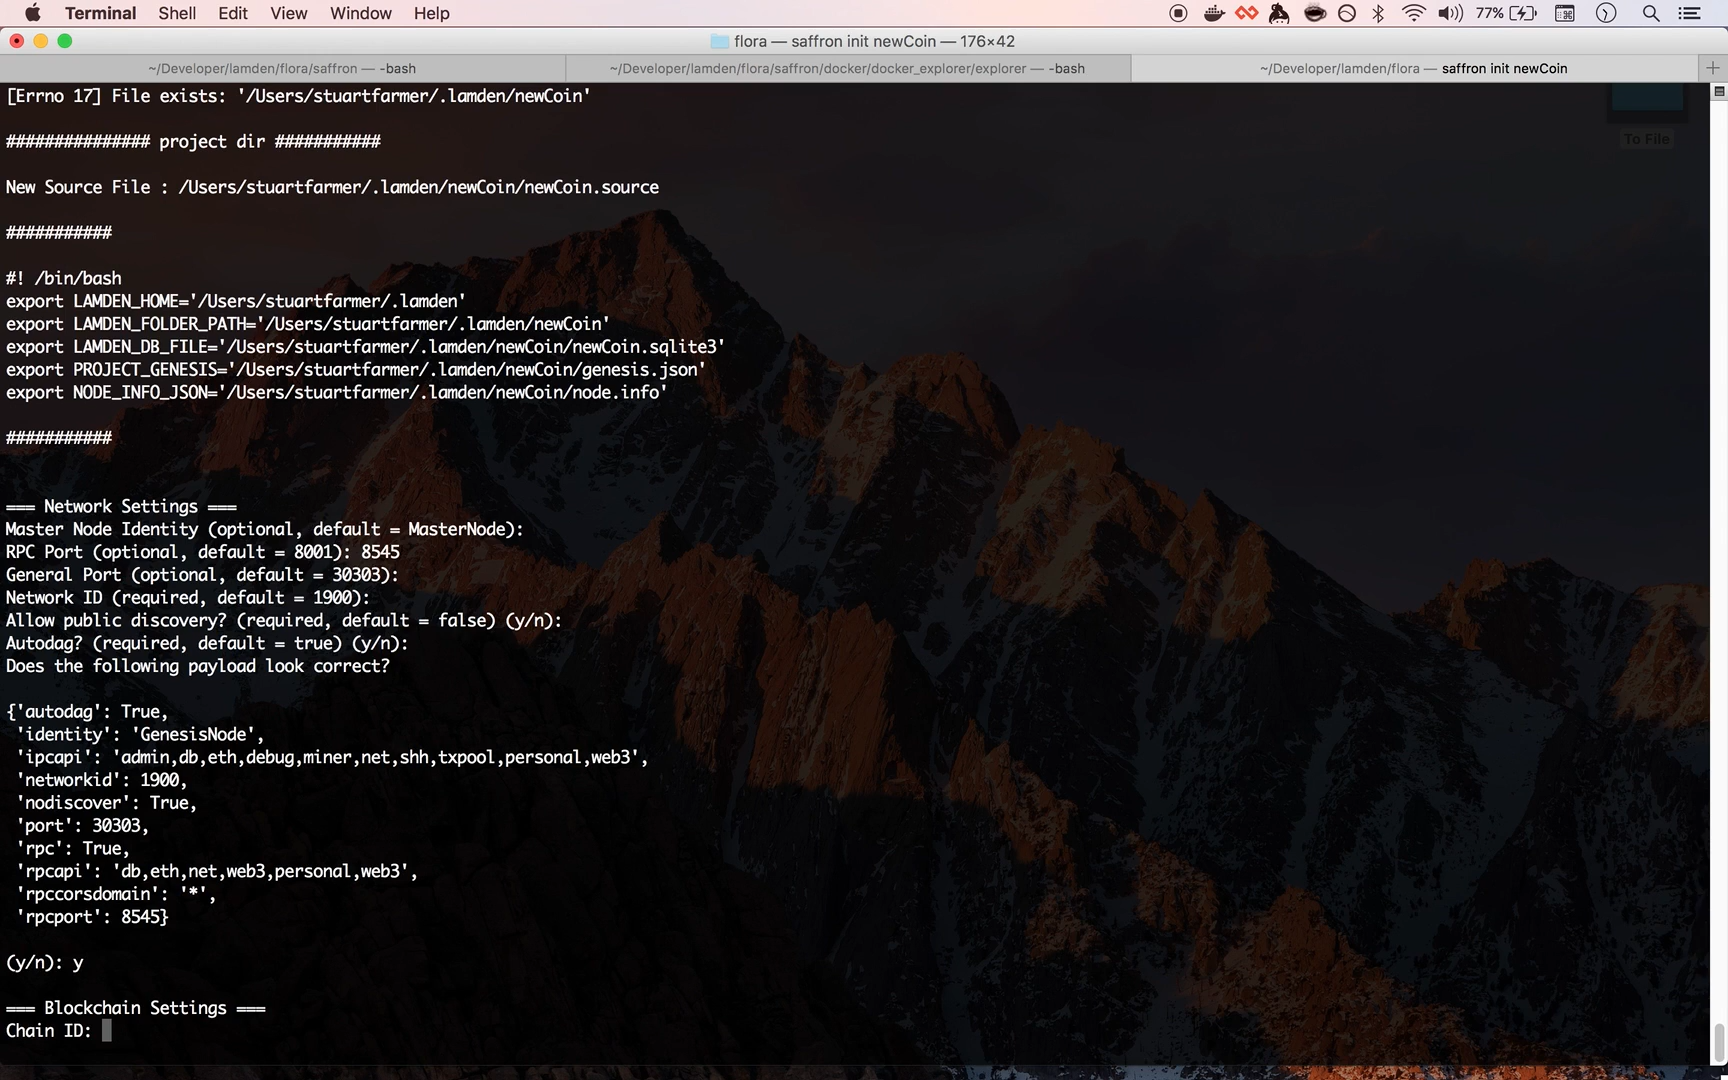 Terminal Shell Edit View Window Help 77%
flora — saffron init newCoin — 176×42
~/Developer/lamden/flora/saffron — -bash ~/Developer/lamden/flora/saffron/docker/docker_explorer/explorer — -bash ~/Developer/lamden/flora — saffron init newCoin
[Errno 17] File exists: '/Users/stuartfarmer/.lamden/newCoin'
############### project dir ###########
To File
New Source File : /Users/stuartfarmer/.lamden/newCoin/newCoin.source
###########
#! /bin/bash
export LAMDEN_HOME='/Users/stuartfarmer/.lamden'
export LAMDEN_FOLDER_PATH='/Users/stuartfarmer/.lamden/newCoin'
export LAMDEN_DB_FILE='/Users/stuartfarmer/.lamden/newCoin/newCoin.sqlite3'
export PROJECT_GENESIS='/Users/stuartfarmer/.lamden/newCoin/genesis.json'
export NODE_INFO_JSON='/Users/stuartfarmer/.lamden/newCoin/node.info'
###########
=== Network Settings ===
Master Node Identity (optional, default = MasterNode):
RPC Port (optional, default = 8001): 8545
General Port (optional, default = 30303):
Network ID (required, default = 1900):
Allow public discovery? (required, default = false) (y/n):
Autodag? (required, default = true) (y/n):
Does the following payload look correct?
{'autodag': True,
'identity': 'GenesisNode',
'ipcapi': 'admin,db,eth,debug,miner,net,shh,txpool,personal,web3',
'networkid': 1900,
'nodiscover': True,
'port': 30303,
'rpc': True,
'rpcapi': 'db,eth,net,web3,personal,web3',
'rpccorsdomain': '*',
'rpcport': 8545}
(y/n): y
=== Blockchain Settings ===
Chain ID: